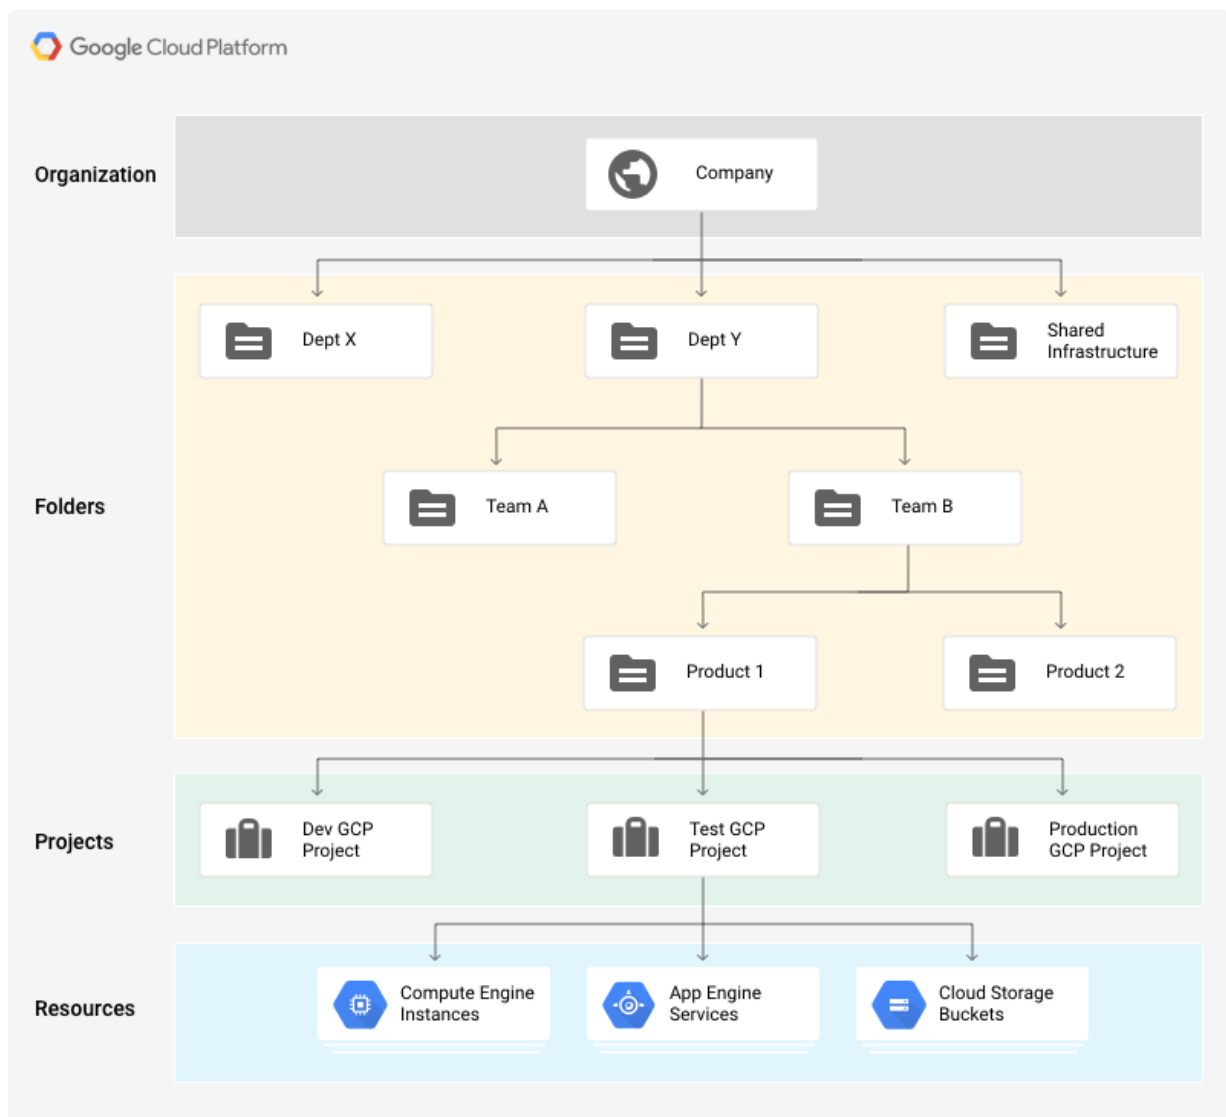 Google Cloud Platform
Organization
Company
Dept X
Dept Y
Shared
Infrastructure
Folders
Team A
Team B
Product 1
Product 2
Projects
Dev GCP
Project
Test GCP
Project
Production
GCP Project
Resources
Compute Engine
Instances
App Engine
Services
Cloud Storage
Buckets